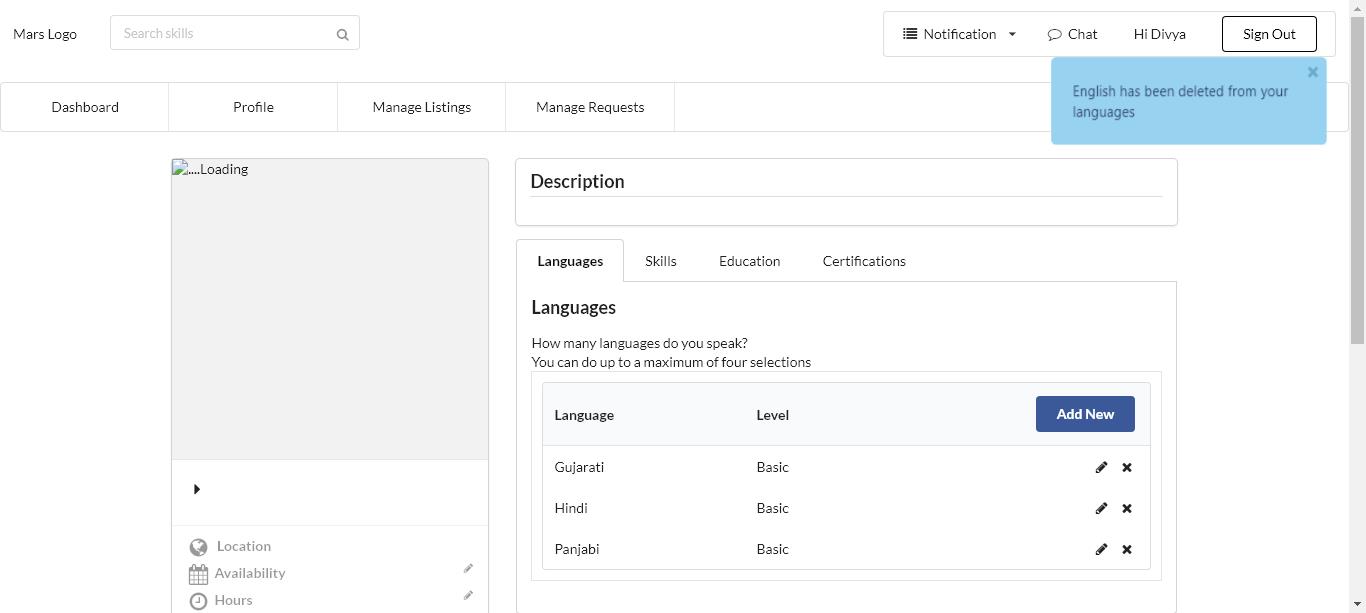 Mars Logo
Search skills
Notification
Chat
Hi Divya
Sign Out
×
English has been deleted from your
languages
Dashboard
Profile
Manage Listings
Manage Requests
....Loading
Description
Languages
Skills
Education
Certifications
Languages
How many languages do you speak?
You can do up to a maximum of four selections
Language
Level
Add New
Gujarati
Basic
Hindi
Basic
Panjabi
Basic
Location
Availability
Hours